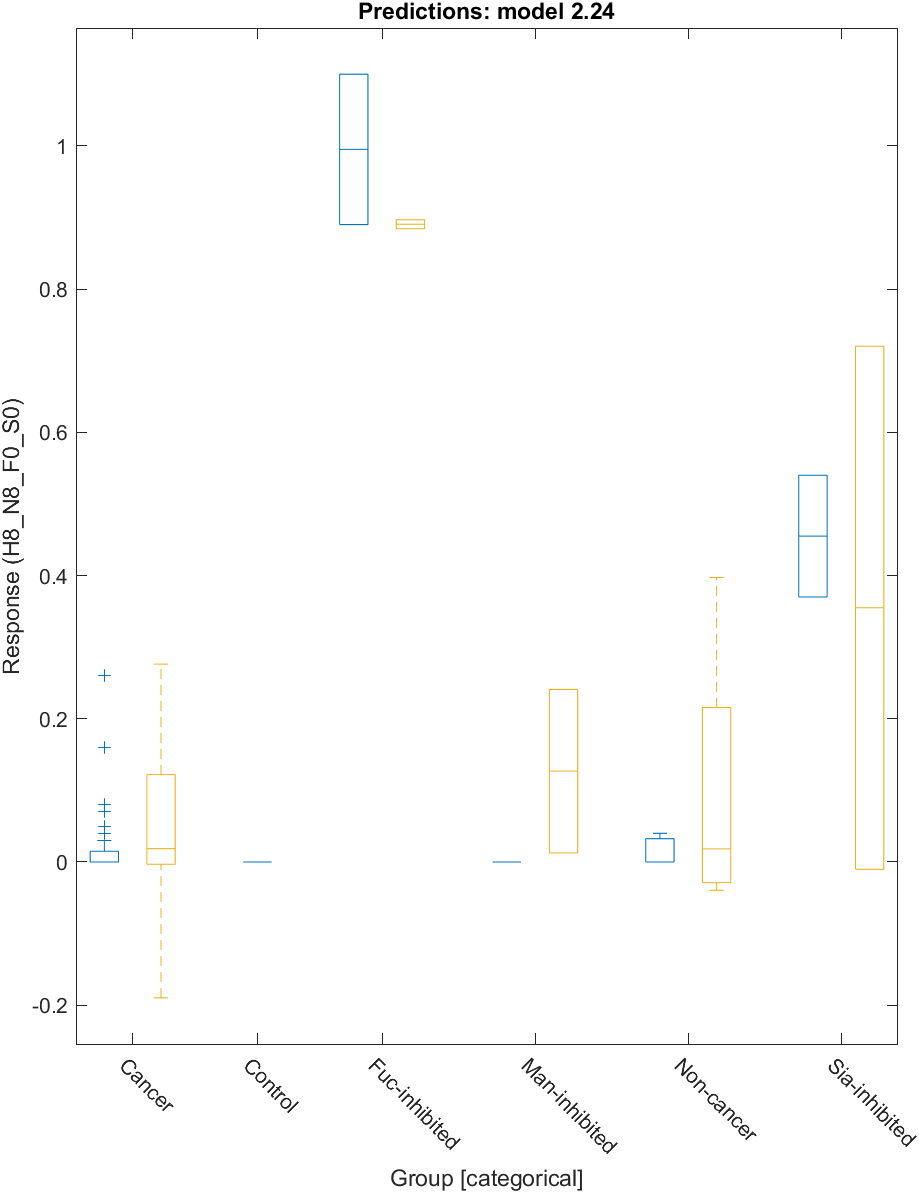 Predictions: model 2.24
Response (H8_N8_F0_S0)
1
0.8
0.6
0.4
0.2
0
-0.2
Cancer
Control
Fuc-inhibited
Man-inhibited
Non-cancer
Sia-inhibited
Group [categorical]